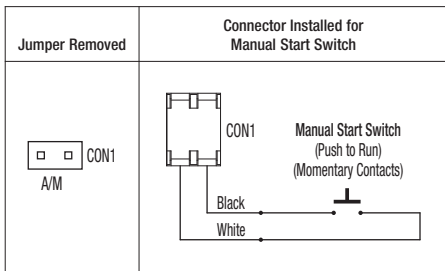 Jumper Removed
Connector Installed for
Manual Start Switch
CON1
A/M
CON1
Manual Start Switch
(Push to Run)
(Momentary Contacts)
Black
White